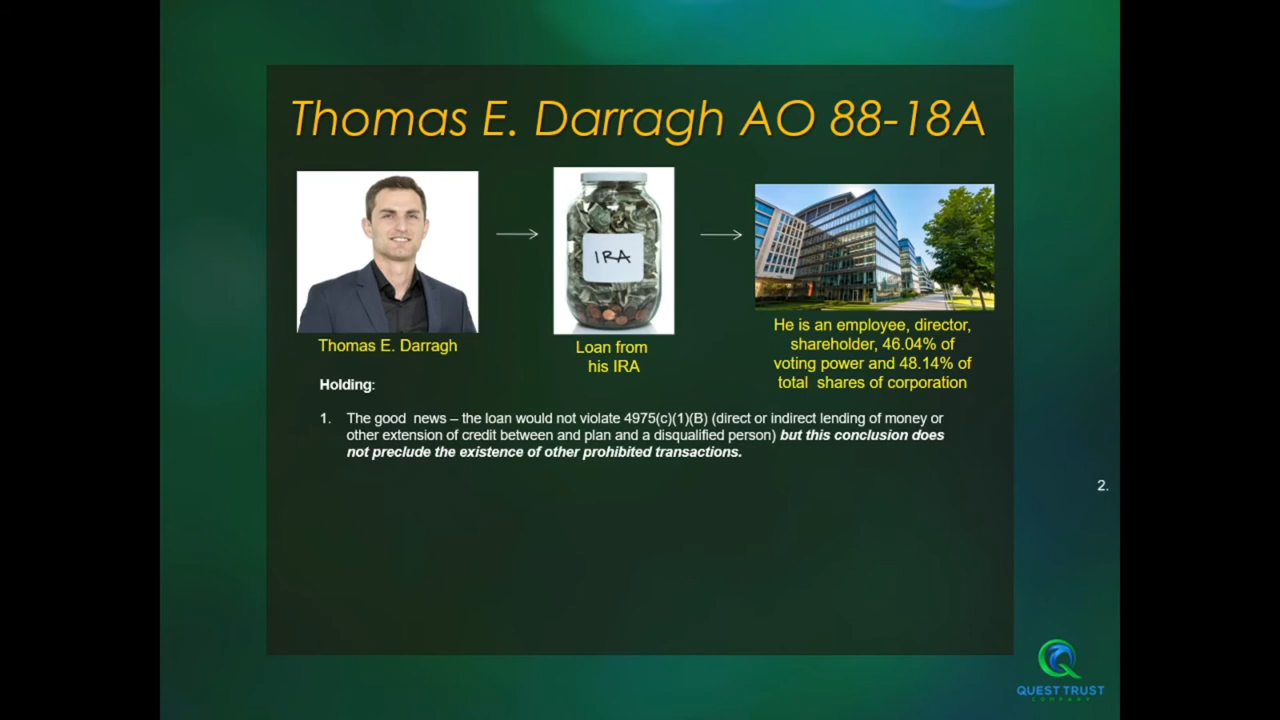 Thomas E. Darragh AO 88-18A
IRA
Thomas E. Darragh
Loan from
his IRA
He is an employee, director,
shareholder, 46.04% of
voting power and 48.14% of
total shares of corporation
Holding:
1. The good news – the loan would not violate 4975(c)(1)(B) (direct or indirect lending of money or
other extension of credit between and plan and a disqualified person) but this conclusion does
not preclude the existence of other prohibited transactions.
2.
QUEST TRUST
COMPANY